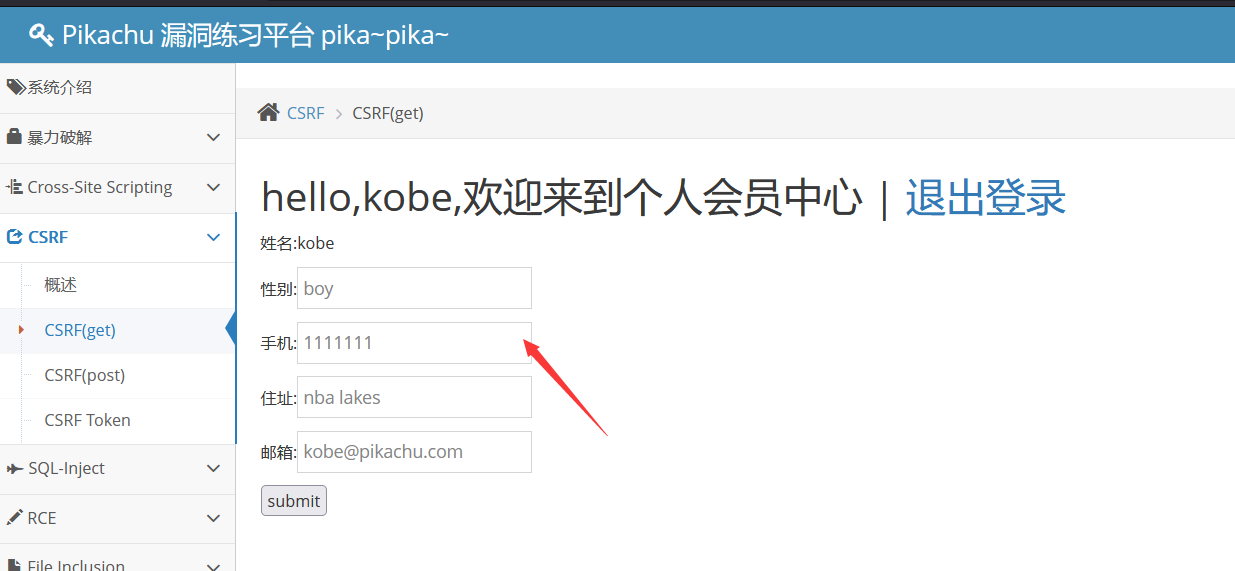 Pikachu 漏洞练习平台 pika~pika~
系统介绍
暴力破解
Cross-Site Scripting
CSRF
概述
CSRF(get)
CSRF(post)
CSRF Token
SQL-Inject
RCE
File Inclusion
CSRF > CSRF(get)
hello,kobe,欢迎来到个人会员中心 | 退出登录
姓名:kobe
性别: boy
手机: 1111111
住址: nba lakes
邮箱: kobe@pikachu.com
submit